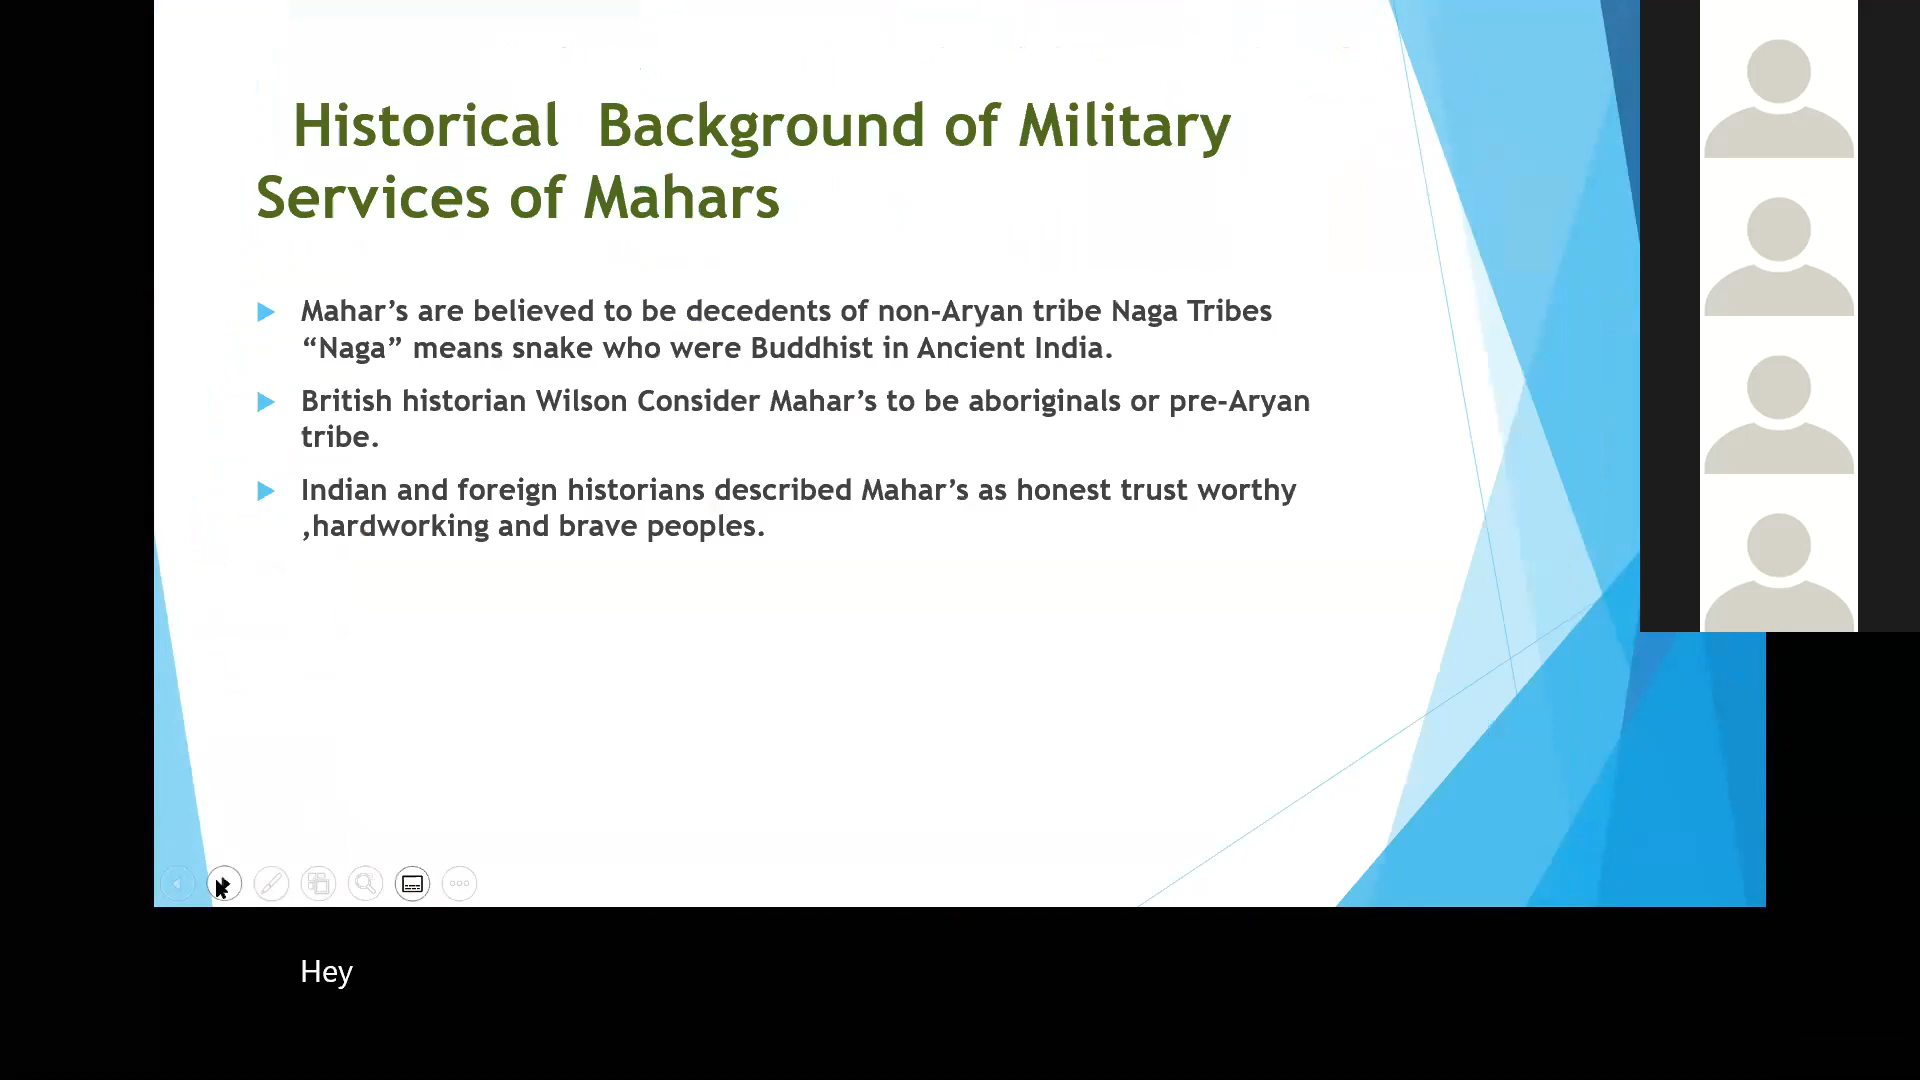 Historical  Background of Military
Services of Mahars
Mahar’s are believed to be decedents of non-Aryan tribe Naga Tribes
“Naga” means snake who were Buddhist in Ancient India.
British historian Wilson Consider Mahar’s to be aboriginals or pre-Aryan
tribe.
Indian and foreign historians described Mahar’s as honest trust worthy
,hardworking and brave peoples.
Hey